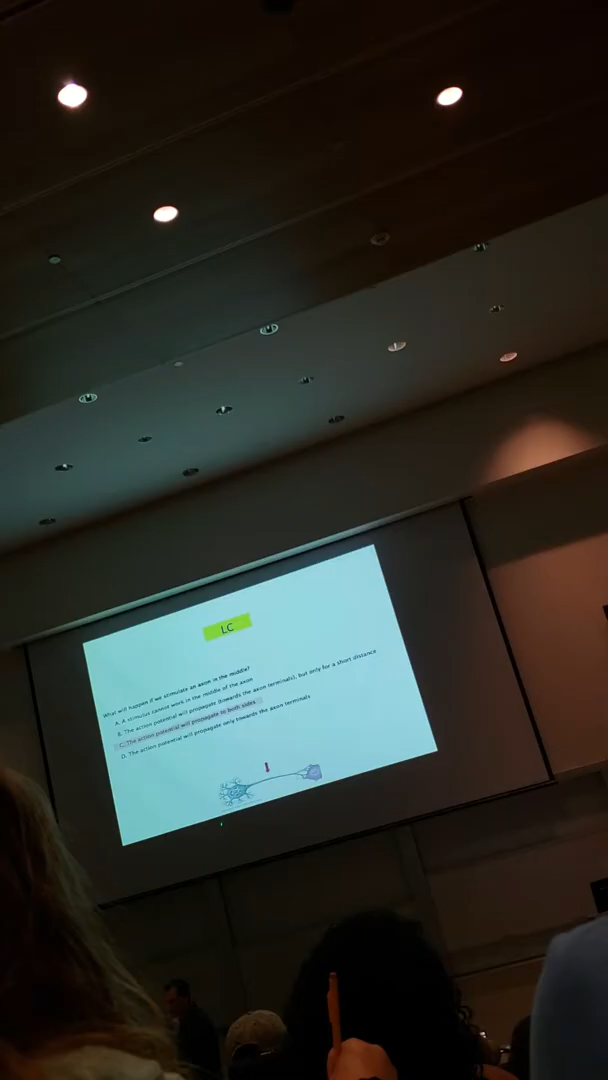 LC
What will happen if we stimulate an axon in the middle?
A. A stimulus cannot work in the middle of the axon
B. The action potential will propagate (towards the axon terminals), but only for a short distance
C. The action potential will propagate to both sides
D. The action potential will propagate only towards the axon terminals